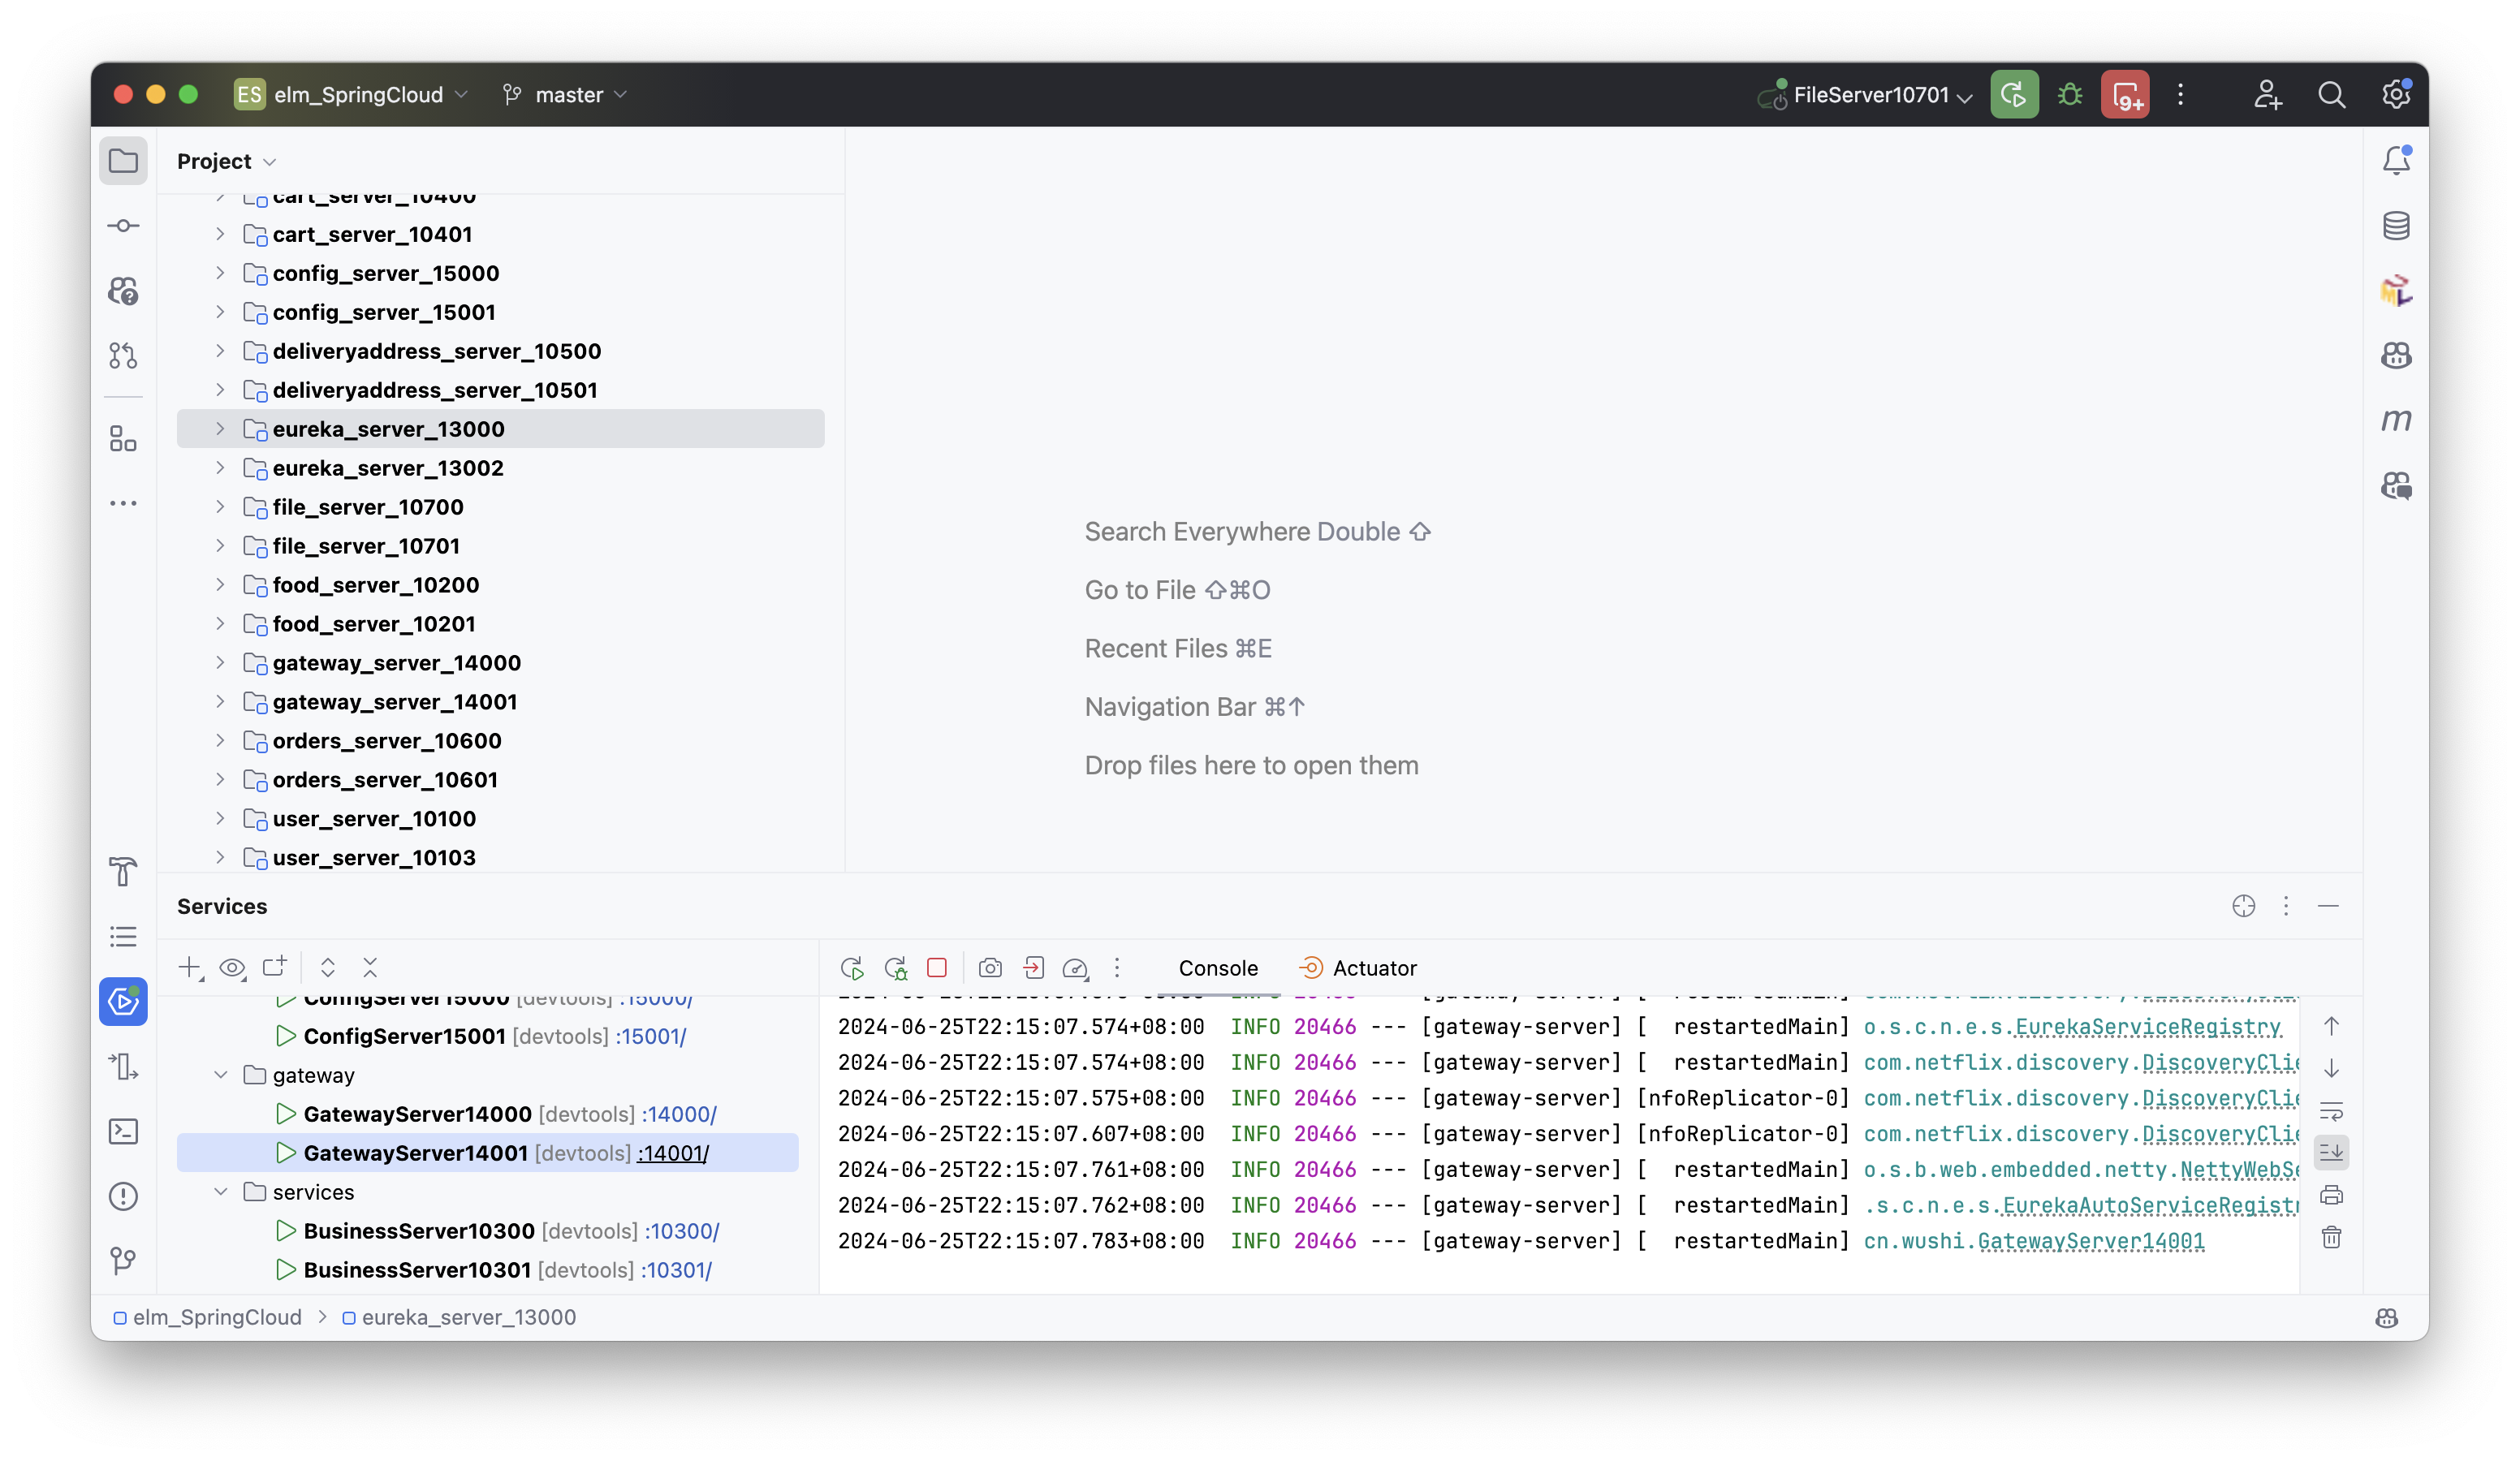 ES elm_SpringCloud master FileServer10701 9+
Project
cart_server_10400
cart_server_10401
config_server_15000
config_server_15001
deliveryaddress_server_10500
deliveryaddress_server_10501
eureka_server_13000
eureka_server_13002
file_server_10700
file_server_10701
food_server_10200
food_server_10201
gateway_server_14000
gateway_server_14001
orders_server_10600
orders_server_10601
user_server_10100
user_server_10103
Search Everywhere Double ⇧
Go to File ⇧⌘O
Recent Files ⌘E
Navigation Bar ⌘↑
Drop files here to open them
Services
Console Actuator
ConfigServer15000 [devtools] :15000/
ConfigServer15001 [devtools] :15001/
gateway
GatewayServer14000 [devtools] :14000/
GatewayServer14001 [devtools] :14001/
services
BusinessServer10300 [devtools] :10300/
BusinessServer10301 [devtools] :10301/
2024-06-25T22:15:07.574+08:00 INFO 20466 --- [gateway-server] [ restartedMain] o.s.c.n.e.s.EurekaServiceRegistry
2024-06-25T22:15:07.574+08:00 INFO 20466 --- [gateway-server] [ restartedMain] com.netflix.discovery.DiscoveryClie
2024-06-25T22:15:07.575+08:00 INFO 20466 --- [gateway-server] [nfoReplicator-0] com.netflix.discovery.DiscoveryClie
2024-06-25T22:15:07.607+08:00 INFO 20466 --- [gateway-server] [nfoReplicator-0] com.netflix.discovery.DiscoveryClie
2024-06-25T22:15:07.761+08:00 INFO 20466 --- [gateway-server] [ restartedMain] o.s.b.web.embedded.netty.NettyWebSe
2024-06-25T22:15:07.762+08:00 INFO 20466 --- [gateway-server] [ restartedMain] .s.c.n.e.s.EurekaAutoServiceRegistr
2024-06-25T22:15:07.783+08:00 INFO 20466 --- [gateway-server] [ restartedMain] cn.wushi.GatewayServer14001
elm_SpringCloud > eureka_server_13000